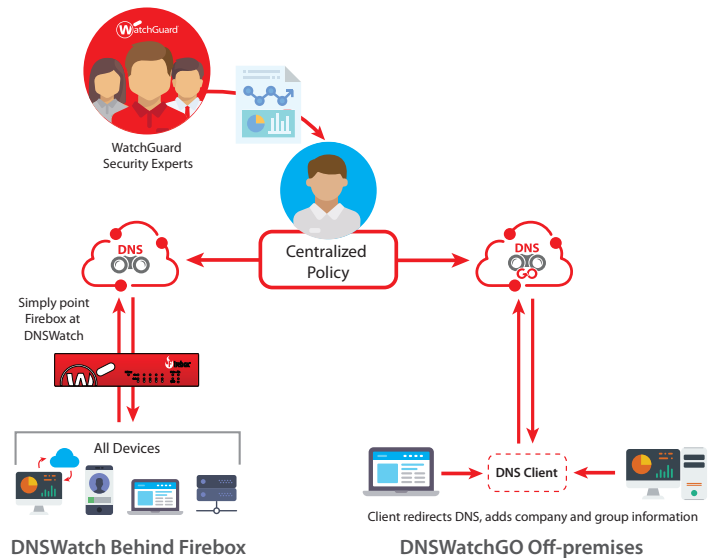 WatchGuard
WatchGuard
Security Experts
Centralized
Policy
DNS
DNS
GO
Simply point
Firebox at
DNSWatch
Firebox
W
All Devices
DNS Client
Client redirects DNS, adds company and group information
DNSWatch Behind Firebox
DNSWatchGO Off-premises